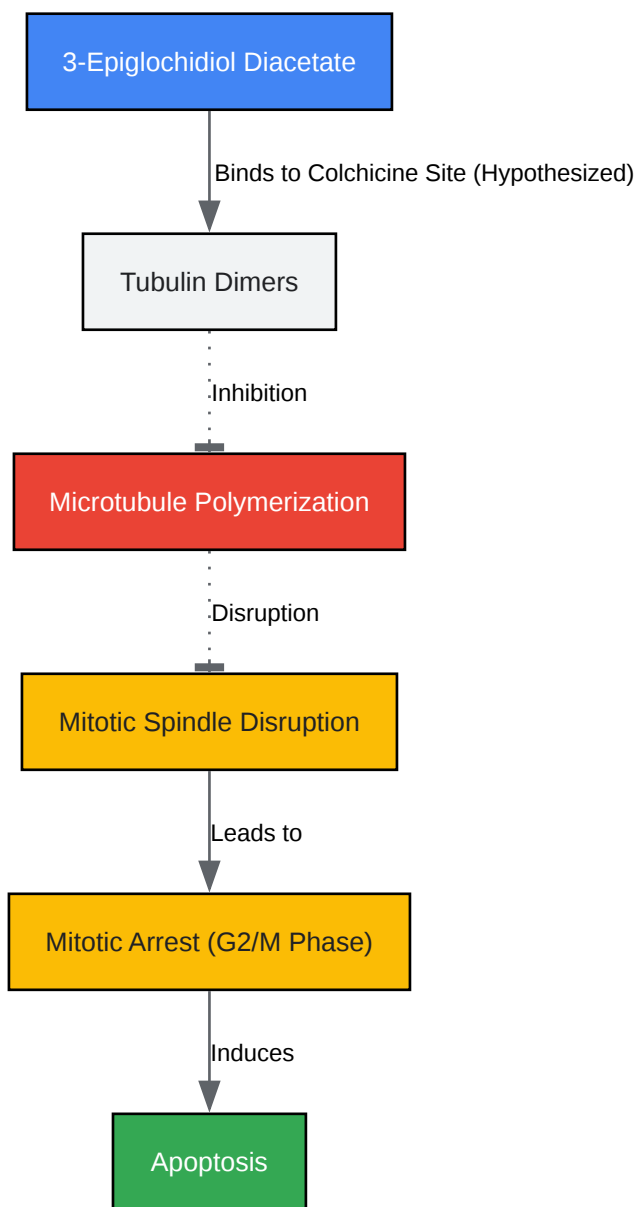 3-Epiglochidiol Diacetate
Binds to Colchicine Site (Hypothesized)
Tubulin Dimers
Inhibition
Microtubule Polymerization
Disruption
Mitotic Spindle Disruption
Leads to
Mitotic Arrest (G2/M Phase)
Induces
Apoptosis